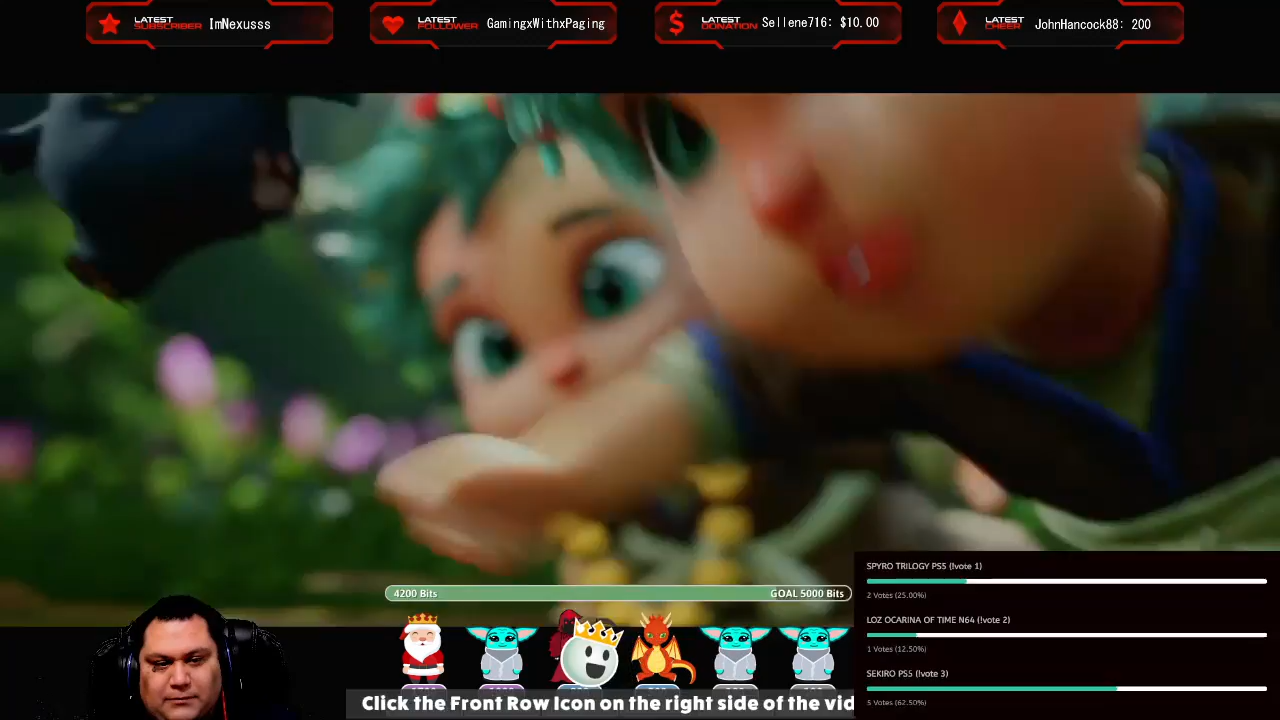 LATEST SUBSCRIBER ImNexusss
LATEST FOLLOWER GamingxWithxPaging
LATEST DONATION Sellene716: $10.00
LATEST CHEER JohnHancock88: 200
4200 Bits
GOAL 5000 Bits
SPYRO TRILOGY PS5 (!vote 1)
2 Votes (25.00%)
LOZ OCARINA OF TIME N64 (!vote 2)
1 Votes (12.50%)
SEKIRO PS5 (!vote 3)
5 Votes (62.50%)
Click the Front Row Icon on the right side of the vid